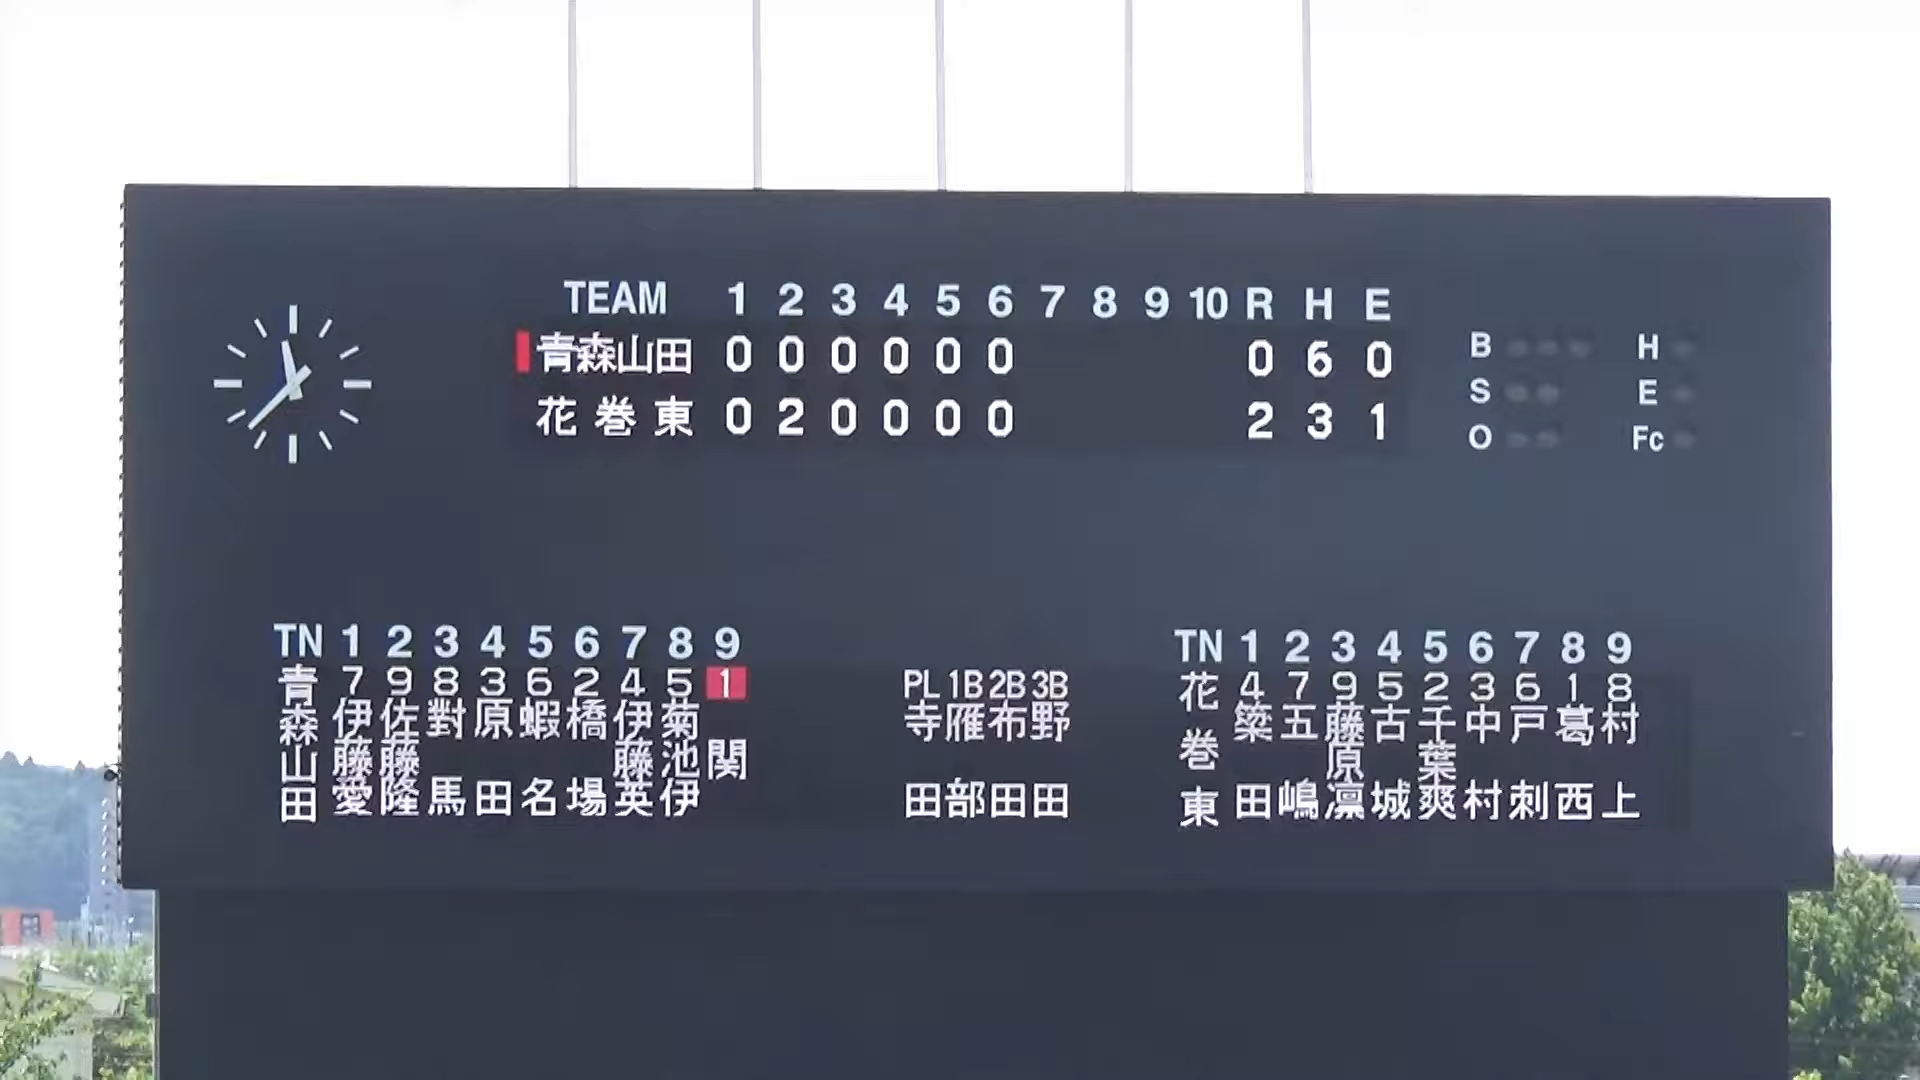 TEAM 1 2 3 4 5 6 7 8 9 10 R H E
青森山田 0 0 0 0 0 0 0 6 0
花巻東 0 2 0 0 0 0 2 3 1
B H
S E
O Fc
TN 1 2 3 4 5 6 7 8 9
青森山田
7 9 8 3 6 2 4 5 1
伊藤愛
佐藤隆
對馬
原田
蝦名
橋場
伊藤英
菊池伊
関
PL 1B 2B 3B
寺田
雁部
布田
野田
TN 1 2 3 4 5 6 7 8 9
花巻東
4 7 9 5 2 3 6 1 8
簗田
五嶋
藤原凛
古城
千葉爽
中村
戸刺
葛西
村上